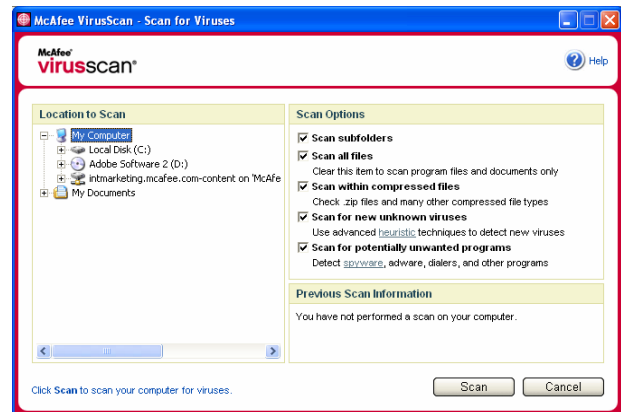 McAfee VirusScan - Scan for Viruses
McAfee®
virusscan®
Help
Location to Scan
My Computer
Local Disk (C:)
Adobe Software 2 (D:)
intmarketing.mcafee.com-content on 'McAfe
My Documents
Scan Options
Scan subfolders
Scan all files
Clear this item to scan program files and documents only
Scan within compressed files
Check .zip files and many other compressed file types
Scan for new unknown viruses
Use advanced heuristic techniques to detect new viruses
Scan for potentially unwanted programs
Detect spyware, adware, dialers, and other programs
Previous Scan Information
You have not performed a scan on your computer.
Click Scan to scan your computer for viruses.
Scan
Cancel